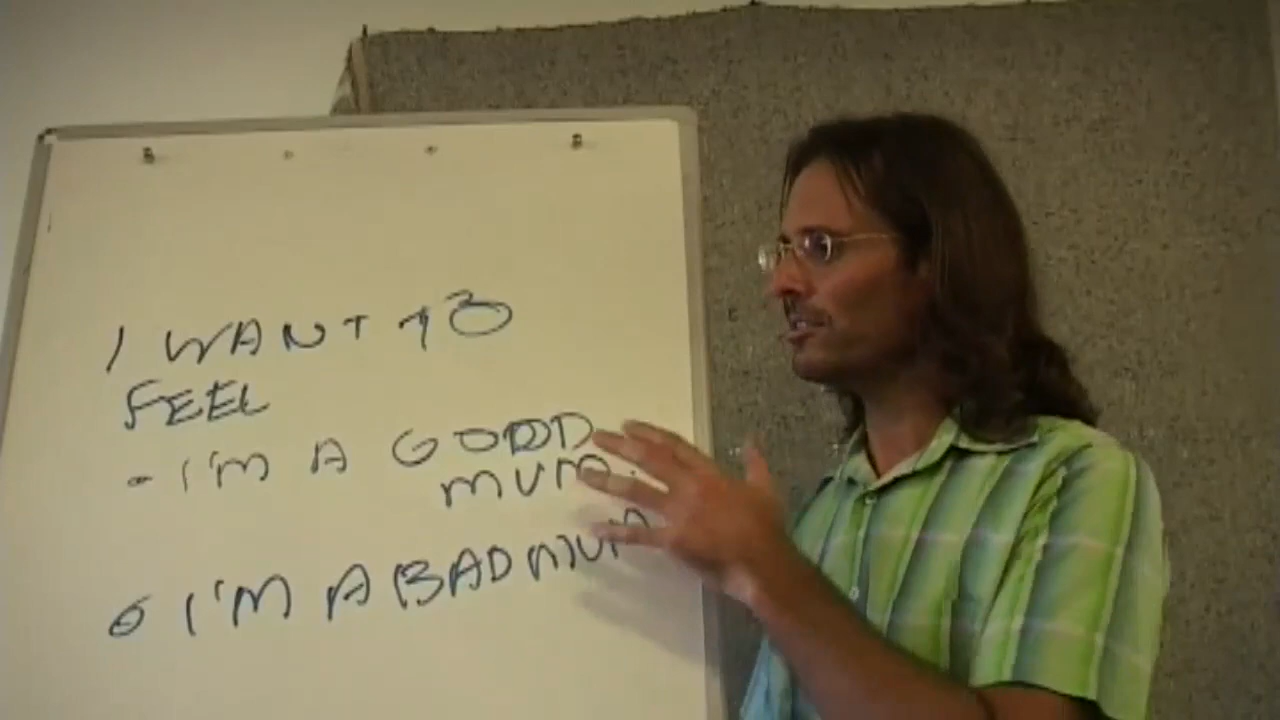 I WANT TO
FEEL
- I'M A GOOD
MUM.
- I'M A BAD MUM